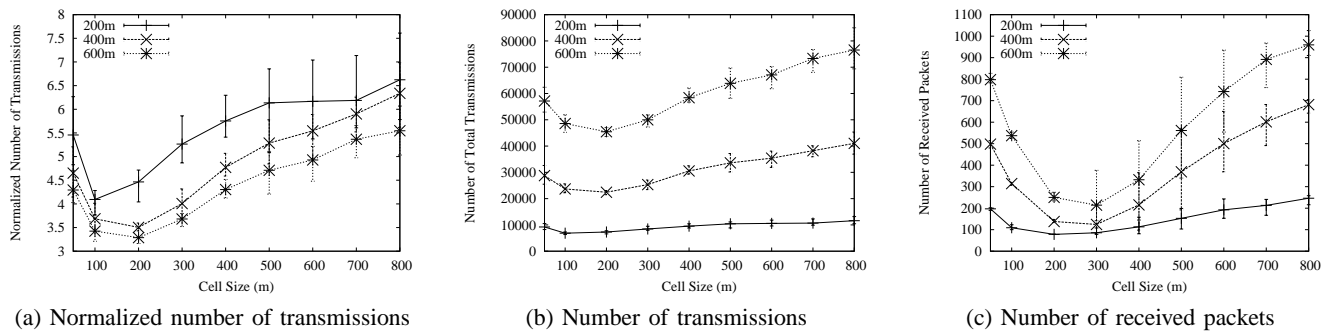 Normalized Number of Transmissions
8
7.5
7
6.5
6
5.5
5
4.5
4
3.5
3
200m
400m
600m
100 200 300 400 500 600 700 800
Cell Size (m)
(a) Normalized number of transmissions
Number of Total Transmissions
90000
80000
70000
60000
50000
40000
30000
20000
10000
0
200m
400m
600m
100 200 300 400 500 600 700 800
Cell Size (m)
(b) Number of transmissions
Number of Received Packets
1100
1000
900
800
700
600
500
400
300
200
100
0
200m
400m
600m
100 200 300 400 500 600 700 800
Cell Size (m)
(c) Number of received packets